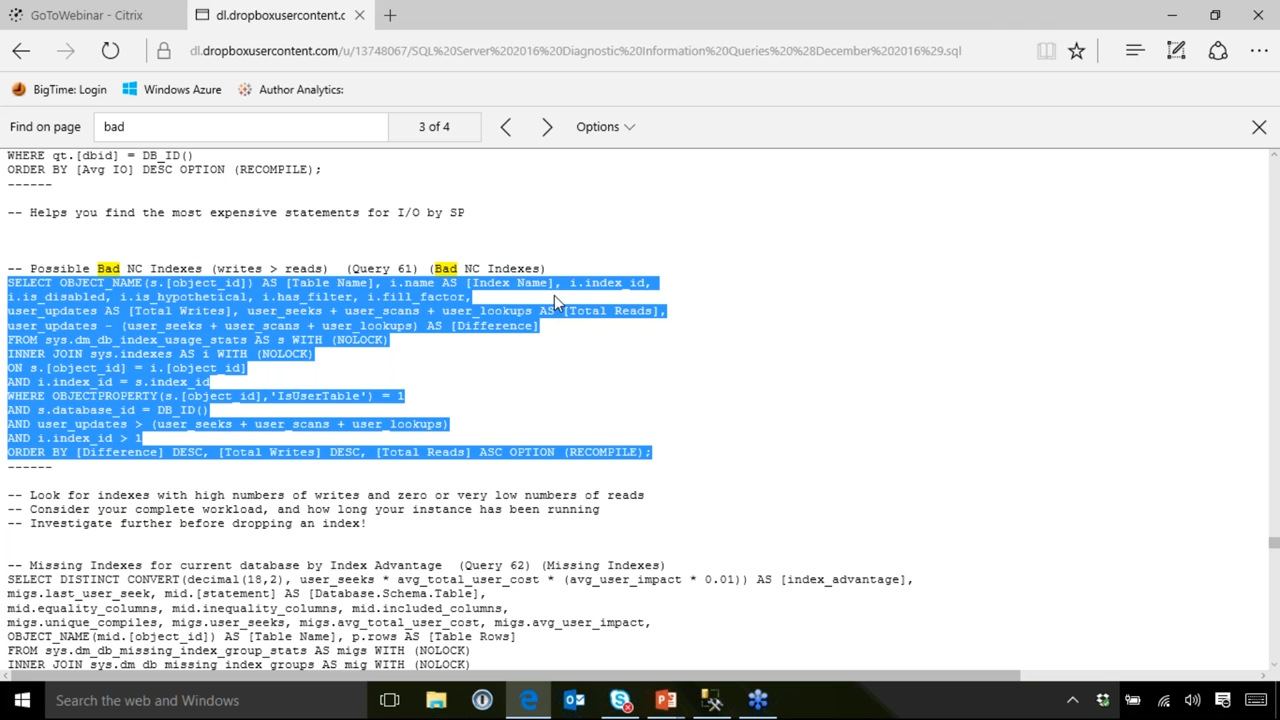 GoToWebinar - Citrix
dl.dropboxusercontent.c
dl.dropboxusercontent.com/u/13748067/SQL%20Server%202016%20Diagnostic%20Information%20Queries%20%28December%202016%29.sql
BigTime: Login
Windows Azure
Author Analytics:
Find on page
bad
3 of 4
Options
WHERE qt.[dbid] = DB_ID()
ORDER BY [Avg IO] DESC OPTION (RECOMPILE);
------
-- Helps you find the most expensive statements for I/O by SP
-- Possible Bad NC Indexes (writes > reads)  (Query 61) (Bad NC Indexes)
SELECT OBJECT_NAME(s.[object_id]) AS [Table Name], i.name AS [Index Name], i.index_id,
i.is_disabled, i.is_hypothetical, i.has_filter, i.fill_factor,
user_updates AS [Total Writes], user_seeks + user_scans + user_lookups AS [Total Reads],
user_updates - (user_seeks + user_scans + user_lookups) AS [Difference]
FROM sys.dm_db_index_usage_stats AS s WITH (NOLOCK)
INNER JOIN sys.indexes AS i WITH (NOLOCK)
ON s.[object_id] = i.[object_id]
AND i.index_id = s.index_id
WHERE OBJECTPROPERTY(s.[object_id],'IsUserTable') = 1
AND s.database_id = DB_ID()
AND user_updates > (user_seeks + user_scans + user_lookups)
AND i.index_id > 1
ORDER BY [Difference] DESC, [Total Writes] DESC, [Total Reads] ASC OPTION (RECOMPILE);
------
-- Look for indexes with high numbers of writes and zero or very low numbers of reads
-- Consider your complete workload, and how long your instance has been running
-- Investigate further before dropping an index!
-- Missing Indexes for current database by Index Advantage  (Query 62) (Missing Indexes)
SELECT DISTINCT CONVERT(decimal(18,2), user_seeks * avg_total_user_cost * (avg_user_impact * 0.01)) AS [index_advantage],
migs.last_user_seek, mid.[statement] AS [Database.Schema.Table],
mid.equality_columns, mid.inequality_columns, mid.included_columns,
migs.unique_compiles, migs.user_seeks, migs.avg_total_user_cost, migs.avg_user_impact,
OBJECT_NAME(mid.[object_id]) AS [Table Name], p.rows AS [Table Rows]
FROM sys.dm_db_missing_index_group_stats AS migs WITH (NOLOCK)
INNER JOIN sys.dm_db_missing_index_groups AS mig WITH (NOLOCK)
Search the web and Windows